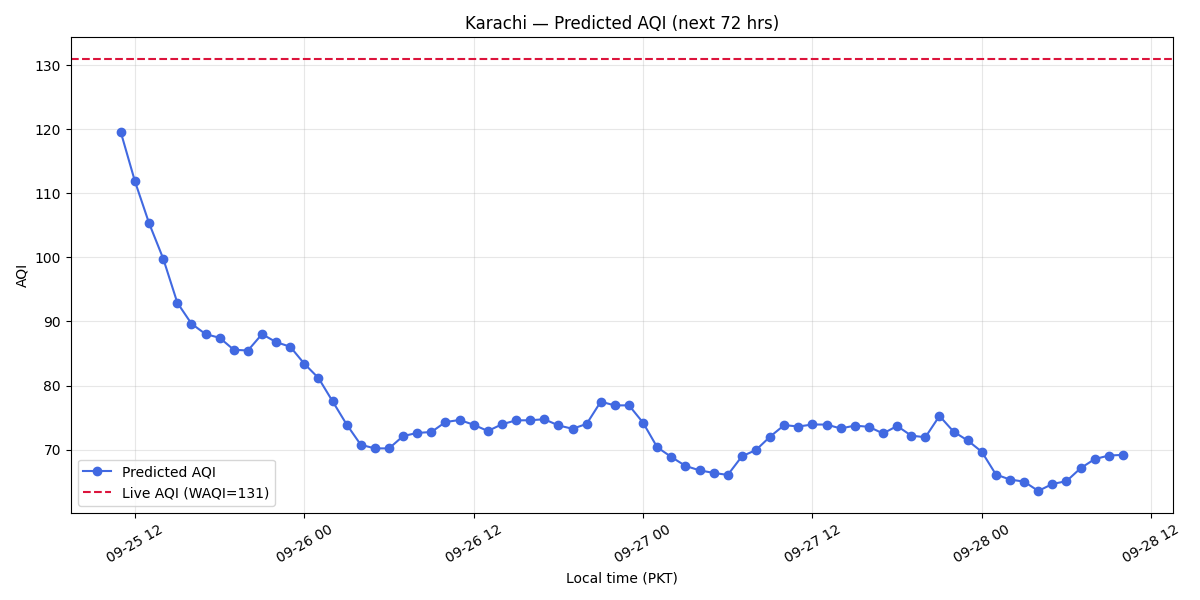 Karachi — Predicted AQI (next 72 hrs)
AQI
130
120
110
100
90
80
70
Predicted AQI
Live AQI (WAQI=131)
09-25 12
09-26 00
09-26 12
09-27 00
09-27 12
09-28 00
09-28 12
Local time (PKT)